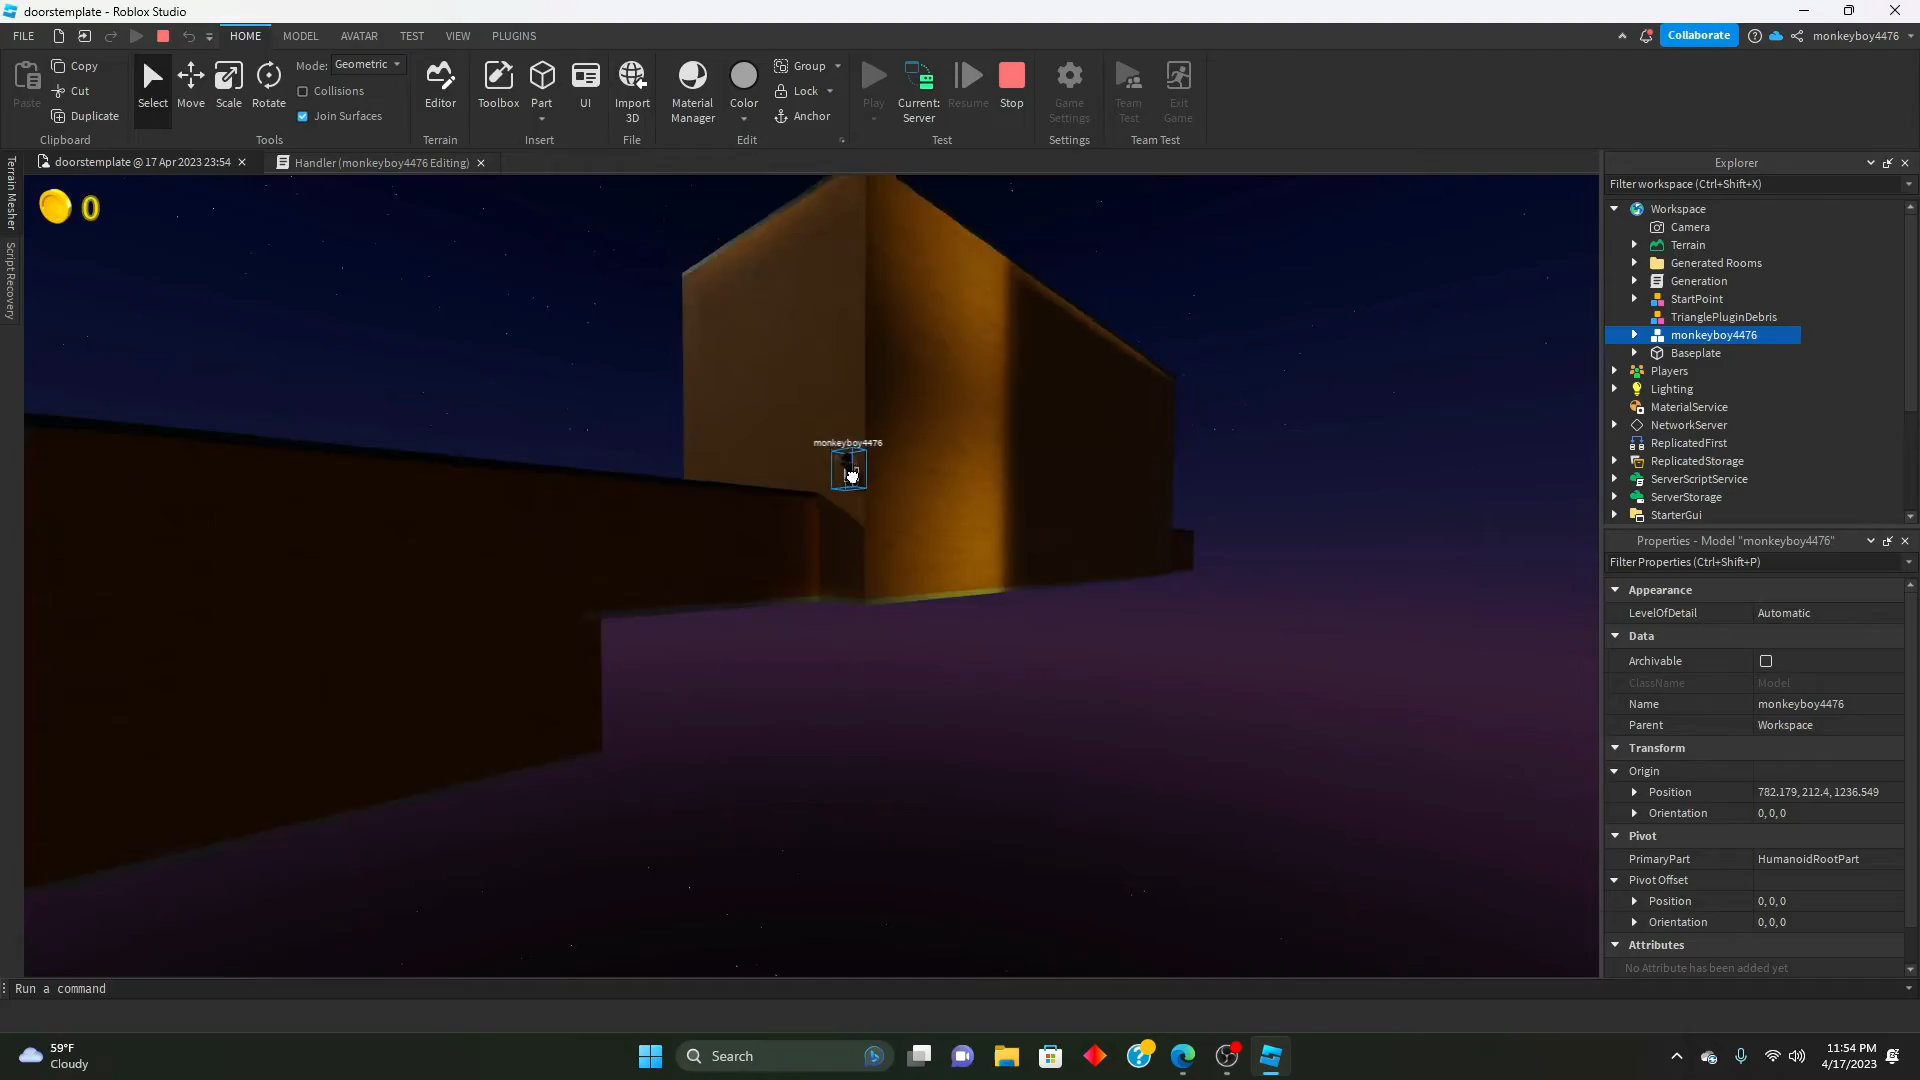 doorstemplate - Roblox Studio
FILE HOME MODEL AVATAR TEST VIEW PLUGINS Collaborate monkeyboy4476
Paste
Copy
Cut
Duplicate
Clipboard
Select Move Scale Rotate
Mode: Geometric
Collisions
Join Surfaces
Tools
Editor
Terrain
Toolbox Part UI
Insert
Import
3D
File
Material
Manager
Color
Group
Lock
Anchor
Edit
Play
Current:
Server
Resume
Stop
Test
Game
Settings
Settings
Team
Test
Exit
Game
Team Test
doorstemplate @ 17 Apr 2023 23:54
Handler (monkeyboy4476 Editing)
Terrain Mesher
Script Recovery
0
monkeyboy4476
Explorer
Filter workspace (Ctrl+Shift+X)
Workspace
Camera
Terrain
Generated Rooms
Generation
StartPoint
TrianglePluginDebris
monkeyboy4476
Baseplate
Players
Lighting
MaterialService
NetworkServer
ReplicatedFirst
ReplicatedStorage
ServerScriptService
ServerStorage
StarterGui
Properties - Model "monkeyboy4476"
Filter Properties (Ctrl+Shift+P)
Appearance
LevelOfDetail Automatic
Data
Archivable
ClassName Model
Name monkeyboy4476
Parent Workspace
Transform
Origin
Position 782.179, 212.4, 1236.549
Orientation 0, 0, 0
Pivot
PrimaryPart HumanoidRootPart
Pivot Offset
Position 0, 0, 0
Orientation 0, 0, 0
Attributes
No Attribute has been added yet
Run a command
59°F
Cloudy
Search
11:54 PM
4/17/2023